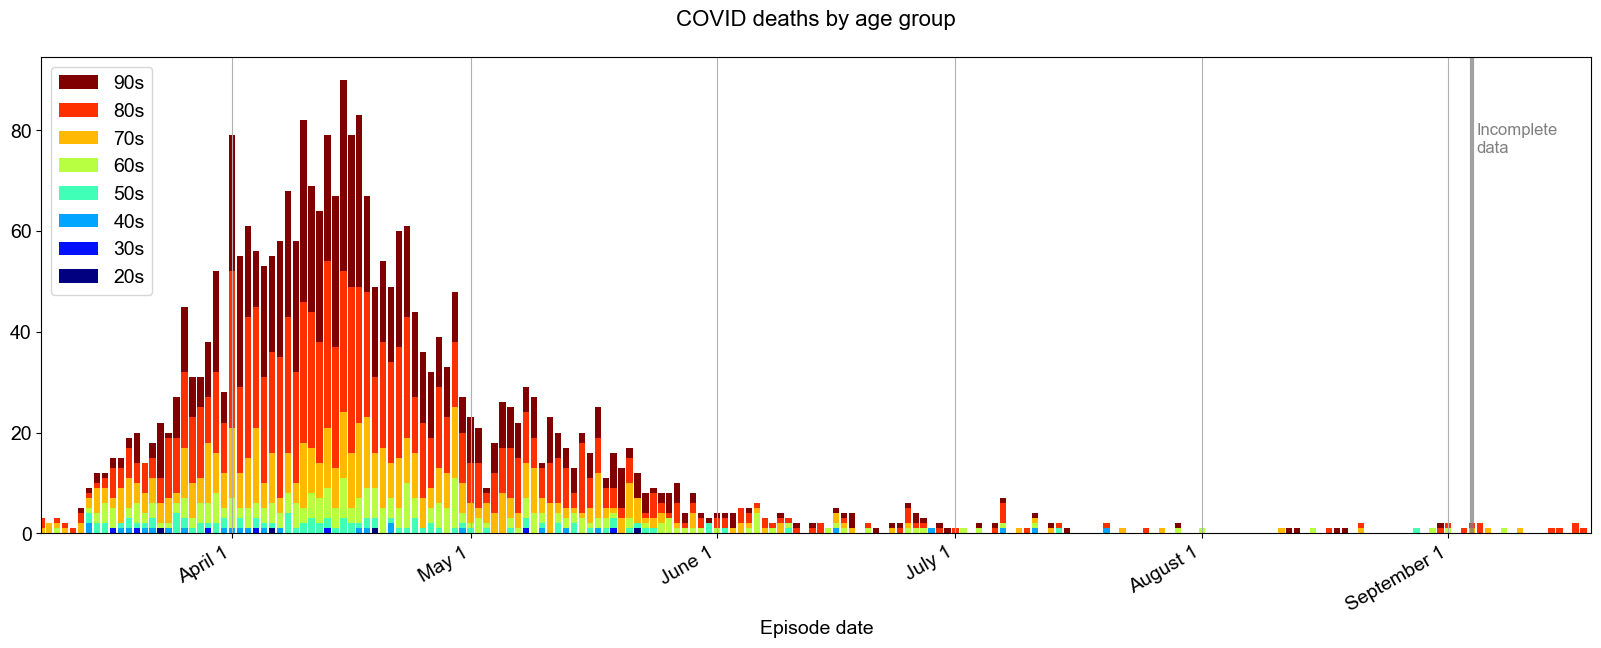 COVID deaths by age group
90s
80s
70s
60s
50s
40s
30s
20s
80
60
40
20
0
Incomplete
data
April 1
May 1
June 1
July 1
August 1
September 1
Episode date